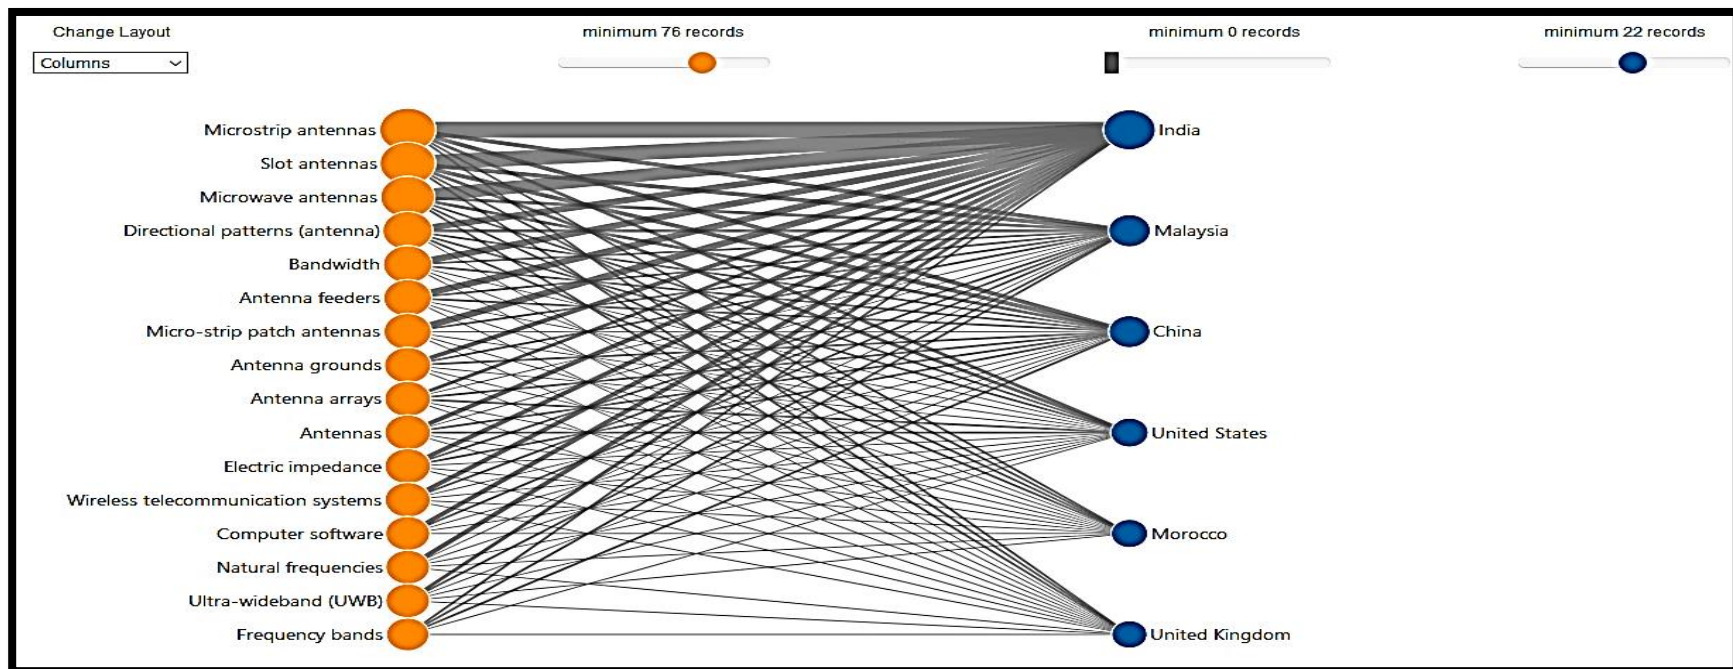 Change Layout
minimum 76 records
minimum 0 records
minimum 22 records
Columns
Microstrip antennas
Slot antennas
Microwave antennas
Directional patterns (antenna)
Bandwidth
Antenna feeders
Micro-strip patch antennas
Antenna grounds
Antenna arrays
Antennas
Electric impedance
Wireless telecommunication systems
Computer software
Natural frequencies
Ultra-wideband (UWB)
Frequency bands
India
Malaysia
China
United States
Morocco
United Kingdom